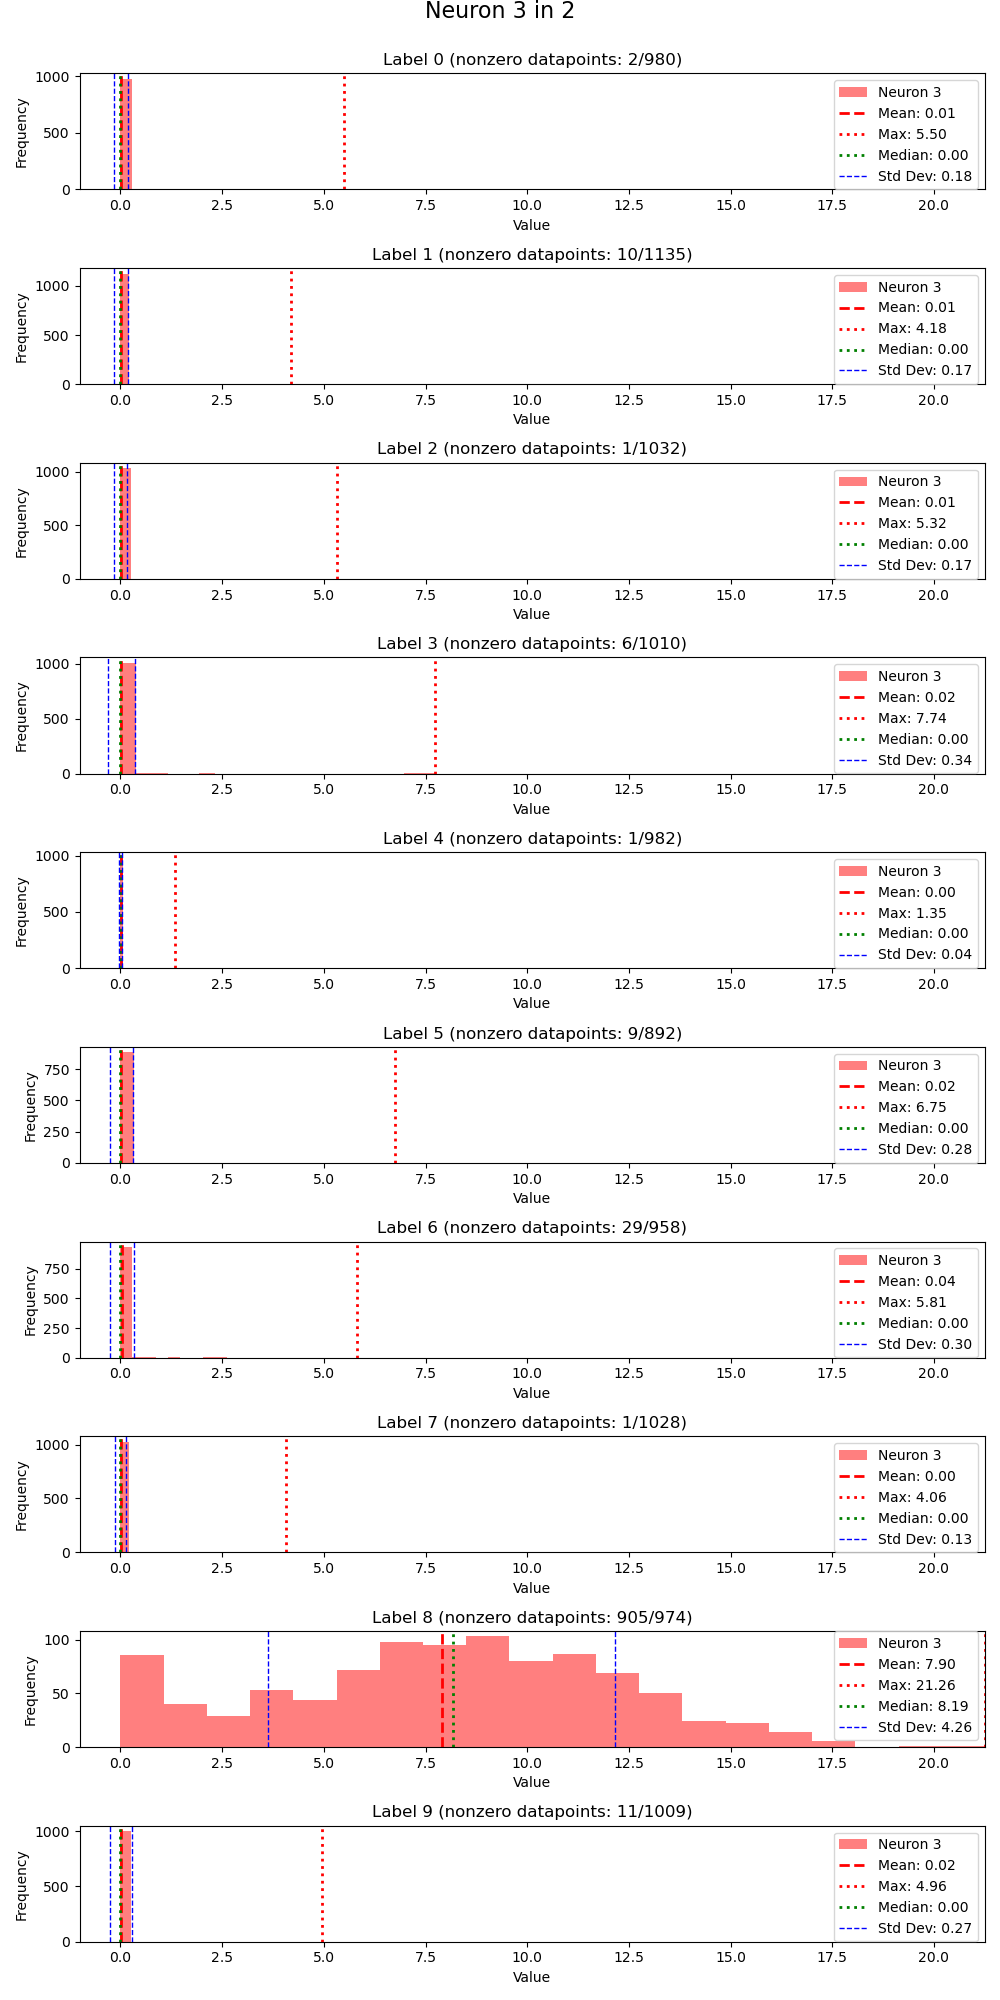 Neuron 3 in 2
Label 0 (nonzero datapoints: 2/980)
1000
500
0
Frequency
0.0 2.5 5.0 7.5 10.0 12.5 15.0 17.5 20.0
Value
Neuron 3
Mean: 0.01
Max: 5.50
Median: 0.00
Std Dev: 0.18
Label 1 (nonzero datapoints: 10/1135)
1000
500
0
Frequency
0.0 2.5 5.0 7.5 10.0 12.5 15.0 17.5 20.0
Value
Neuron 3
Mean: 0.01
Max: 4.18
Median: 0.00
Std Dev: 0.17
Label 2 (nonzero datapoints: 1/1032)
1000
500
0
Frequency
0.0 2.5 5.0 7.5 10.0 12.5 15.0 17.5 20.0
Value
Neuron 3
Mean: 0.01
Max: 5.32
Median: 0.00
Std Dev: 0.17
Label 3 (nonzero datapoints: 6/1010)
1000
500
0
Frequency
0.0 2.5 5.0 7.5 10.0 12.5 15.0 17.5 20.0
Value
Neuron 3
Mean: 0.02
Max: 7.74
Median: 0.00
Std Dev: 0.34
Label 4 (nonzero datapoints: 1/982)
1000
500
0
Frequency
0.0 2.5 5.0 7.5 10.0 12.5 15.0 17.5 20.0
Value
Neuron 3
Mean: 0.00
Max: 1.35
Median: 0.00
Std Dev: 0.04
Label 5 (nonzero datapoints: 9/892)
750
500
250
0
Frequency
0.0 2.5 5.0 7.5 10.0 12.5 15.0 17.5 20.0
Value
Neuron 3
Mean: 0.02
Max: 6.75
Median: 0.00
Std Dev: 0.28
Label 6 (nonzero datapoints: 29/958)
750
500
250
0
Frequency
0.0 2.5 5.0 7.5 10.0 12.5 15.0 17.5 20.0
Value
Neuron 3
Mean: 0.04
Max: 5.81
Median: 0.00
Std Dev: 0.30
Label 7 (nonzero datapoints: 1/1028)
1000
500
0
Frequency
0.0 2.5 5.0 7.5 10.0 12.5 15.0 17.5 20.0
Value
Neuron 3
Mean: 0.00
Max: 4.06
Median: 0.00
Std Dev: 0.13
Label 8 (nonzero datapoints: 905/974)
100
50
0
Frequency
0.0 2.5 5.0 7.5 10.0 12.5 15.0 17.5 20.0
Value
Neuron 3
Mean: 7.90
Max: 21.26
Median: 8.19
Std Dev: 4.26
Label 9 (nonzero datapoints: 11/1009)
1000
500
0
Frequency
0.0 2.5 5.0 7.5 10.0 12.5 15.0 17.5 20.0
Value
Neuron 3
Mean: 0.02
Max: 4.96
Median: 0.00
Std Dev: 0.27